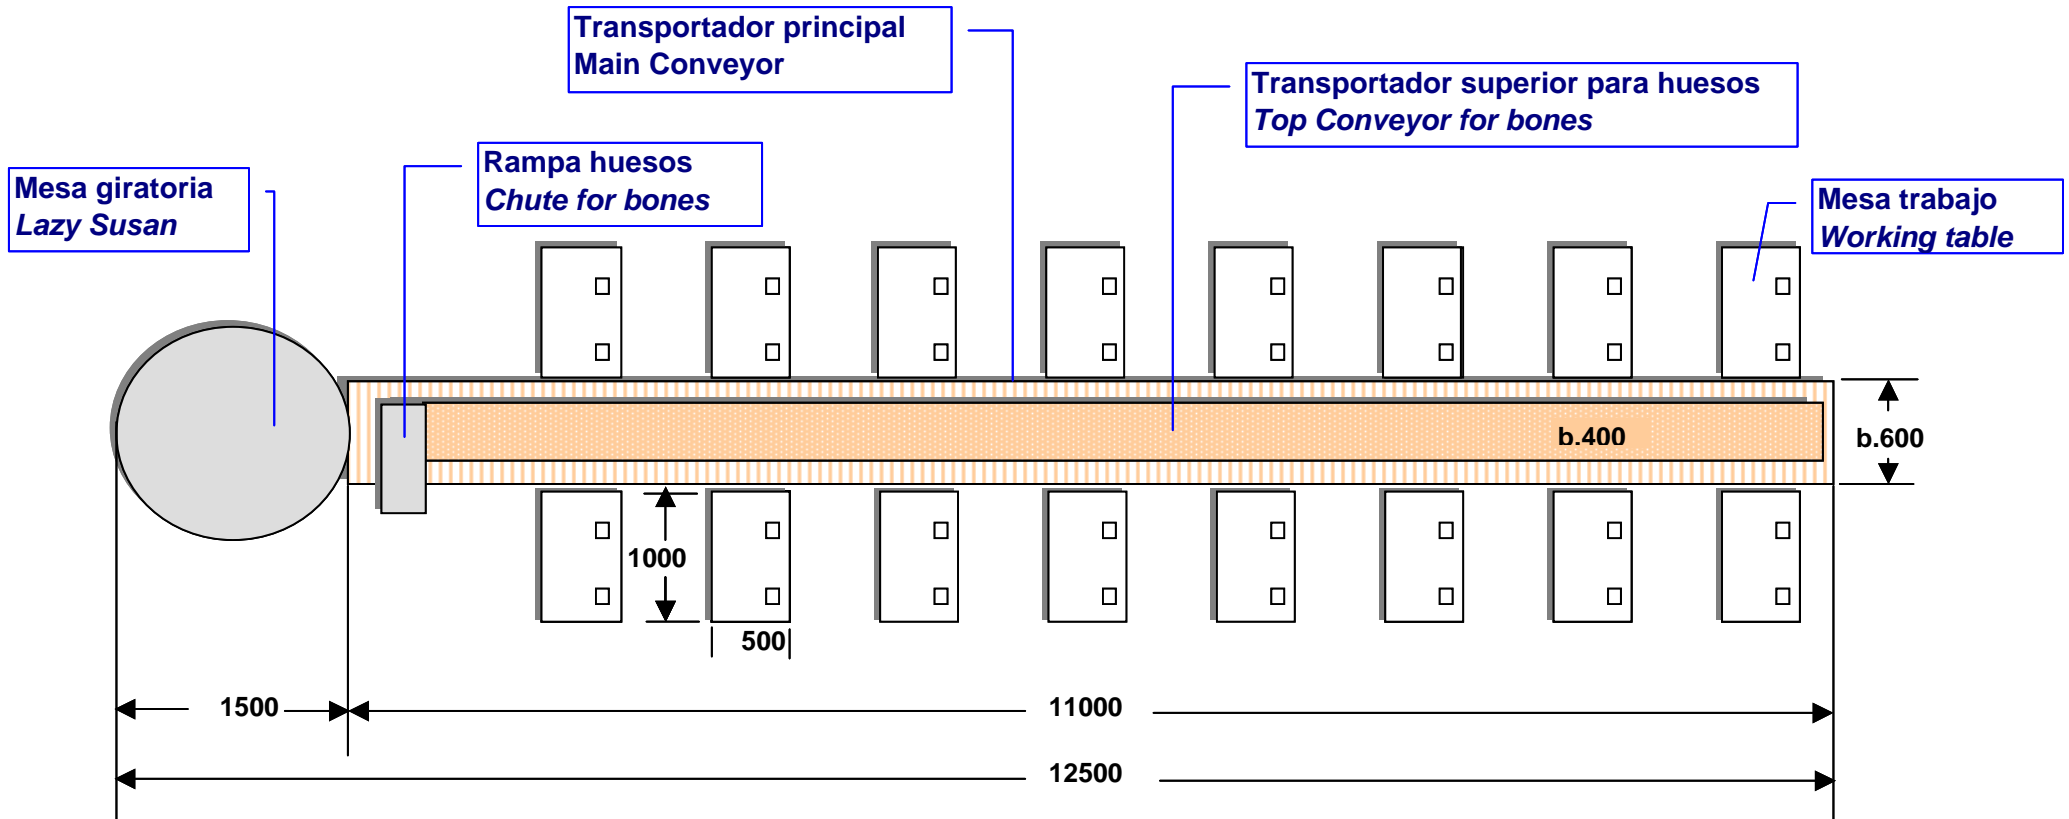 Transportador principal
Main Conveyor
Transportador superior para huesos
Top Conveyor for bones
Rampa huesos
Chute for bones
Mesa giratoria
Lazy Susan
Mesa trabajo
Working table
b.400
b.600
1000
500
1500
11000
12500